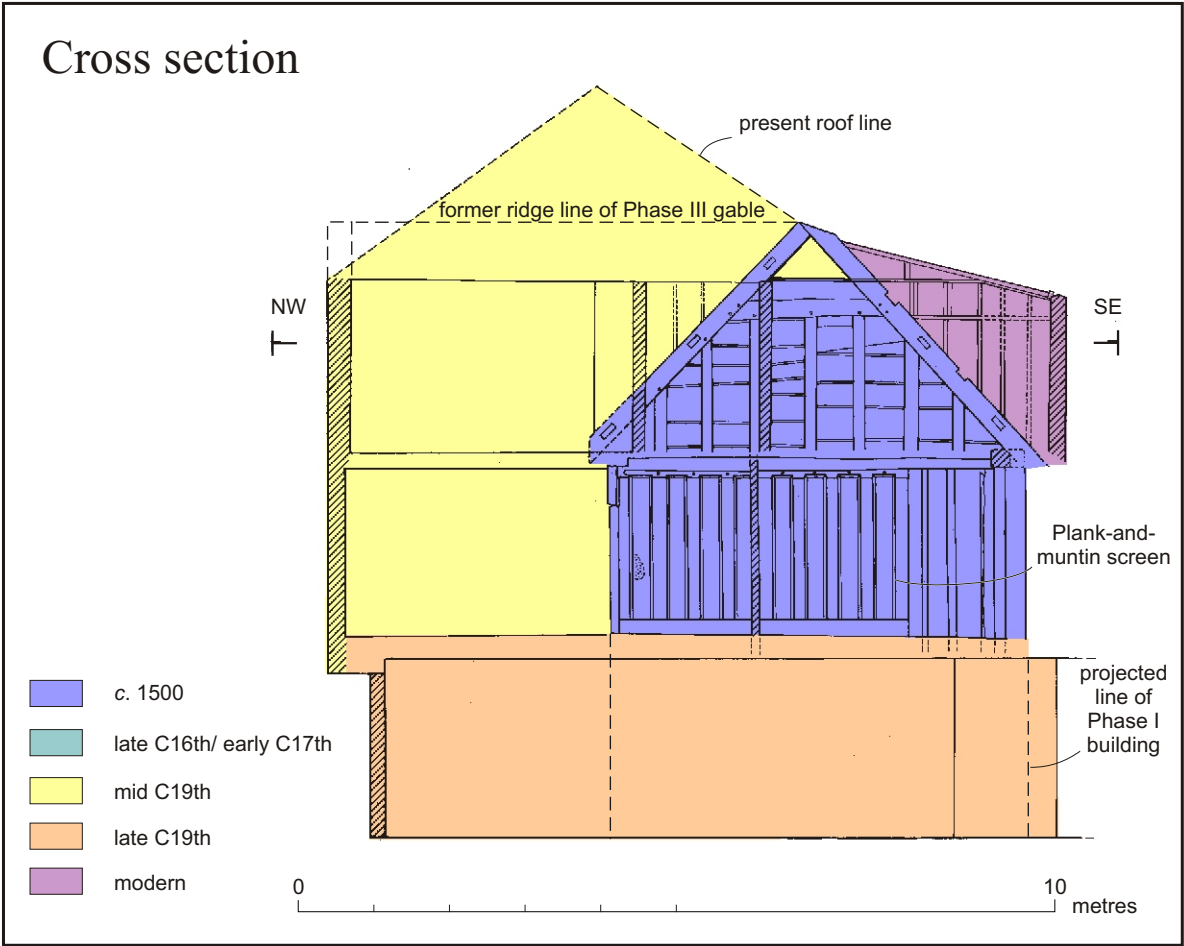 Cross section
present roof line
former ridge line of Phase III gable
NW
SE
Plank-and-
muntin screen
projected
line of
Phase I
building
c. 1500
late C16th/ early C17th
mid C19th
late C19th
modern
0
10
metres